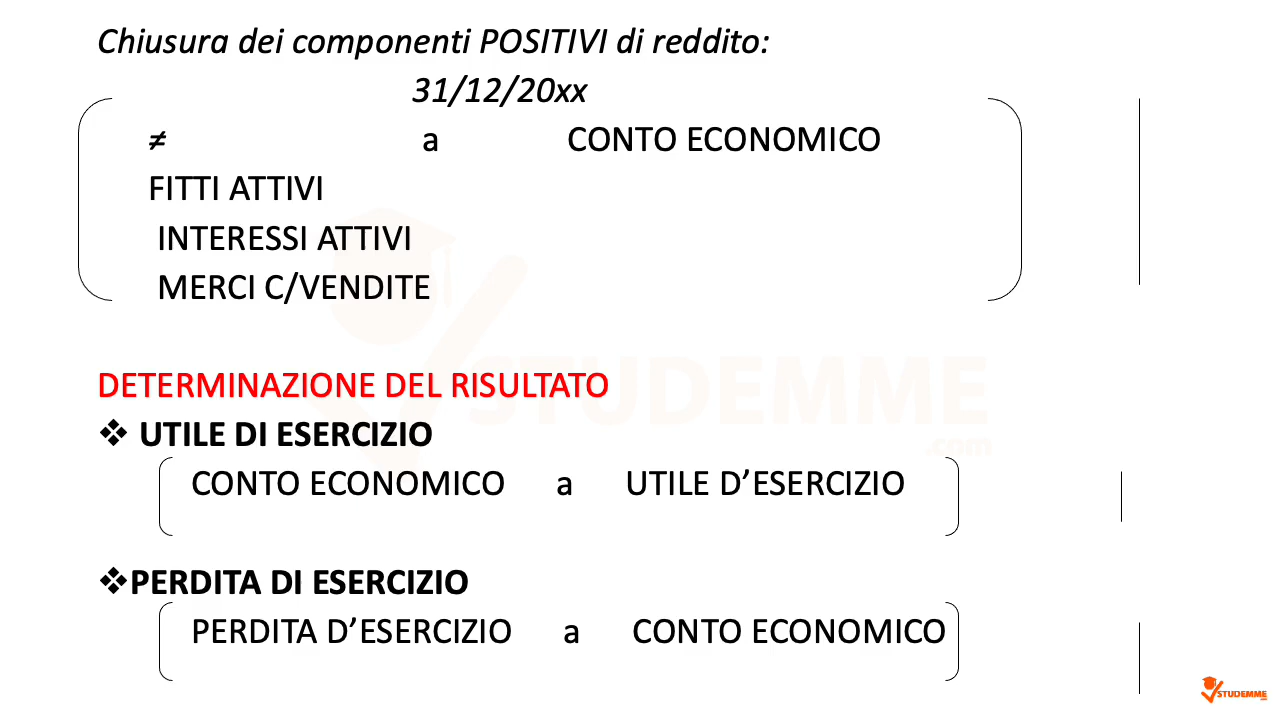 Chiusura dei componenti POSITIVI di reddito:
31/12/20xx
≠ a CONTO ECONOMICO
FITTI ATTIVI
INTERESSI ATTIVI
MERCI C/VENDITE
STUDEMME
.com
DETERMINAZIONE DEL RISULTATO
❖ UTILE DI ESERCIZIO
CONTO ECONOMICO a UTILE D’ESERCIZIO
❖PERDITA DI ESERCIZIO
PERDITA D’ESERCIZIO a CONTO ECONOMICO
STUDEMME